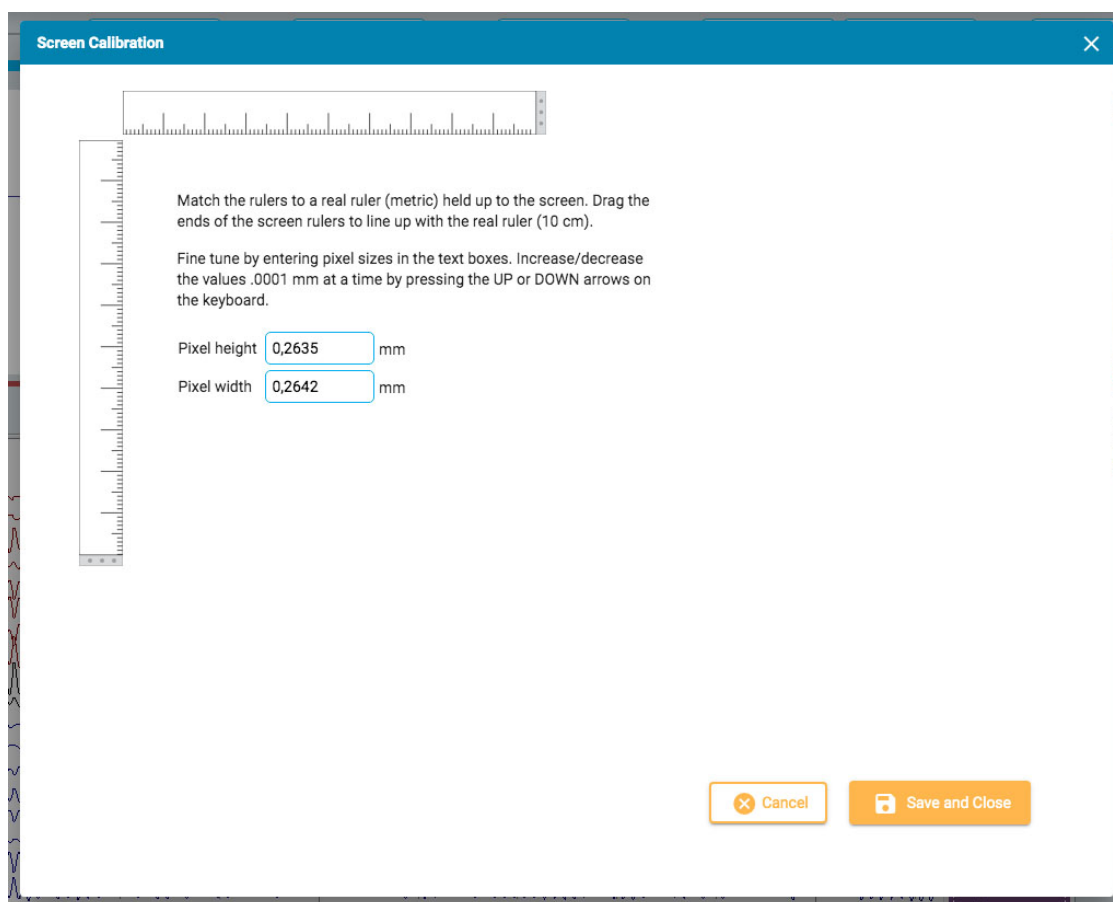 Screen Calibration
Match the rulers to a real ruler (metric) held up to the screen. Drag the
ends of the screen rulers to line up with the real ruler (10 cm).
Fine tune by entering pixel sizes in the text boxes. Increase/decrease
the values .0001 mm at a time by pressing the UP or DOWN arrows on
the keyboard.
Pixel height 0,2635 mm
Pixel width 0,2642 mm
Cancel Save and Close